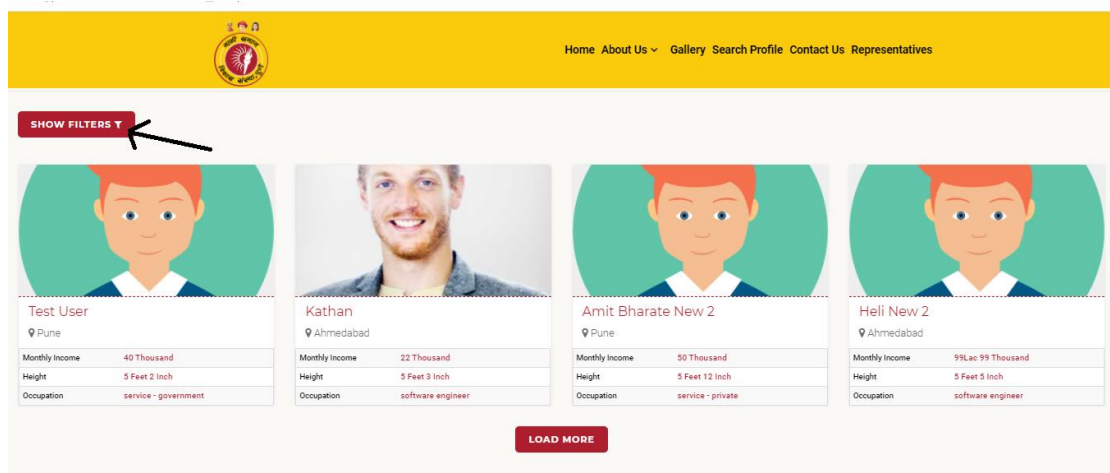 माळी समाज
विकास संस्था, पुणे
Home About Us Gallery Search Profile Contact Us Representatives
SHOW FILTERS
Test User
Pune
Monthly Income 40 Thousand
Height 5 Feet 2 Inch
Occupation service - government
Kathan
Ahmedabad
Monthly Income 22 Thousand
Height 5 Feet 3 Inch
Occupation software engineer
Amit Bharate New 2
Pune
Monthly Income 50 Thousand
Height 5 Feet 12 Inch
Occupation service - private
Heli New 2
Ahmedabad
Monthly Income 99Lac 99 Thousand
Height 5 Feet 5 Inch
Occupation software engineer
LOAD MORE